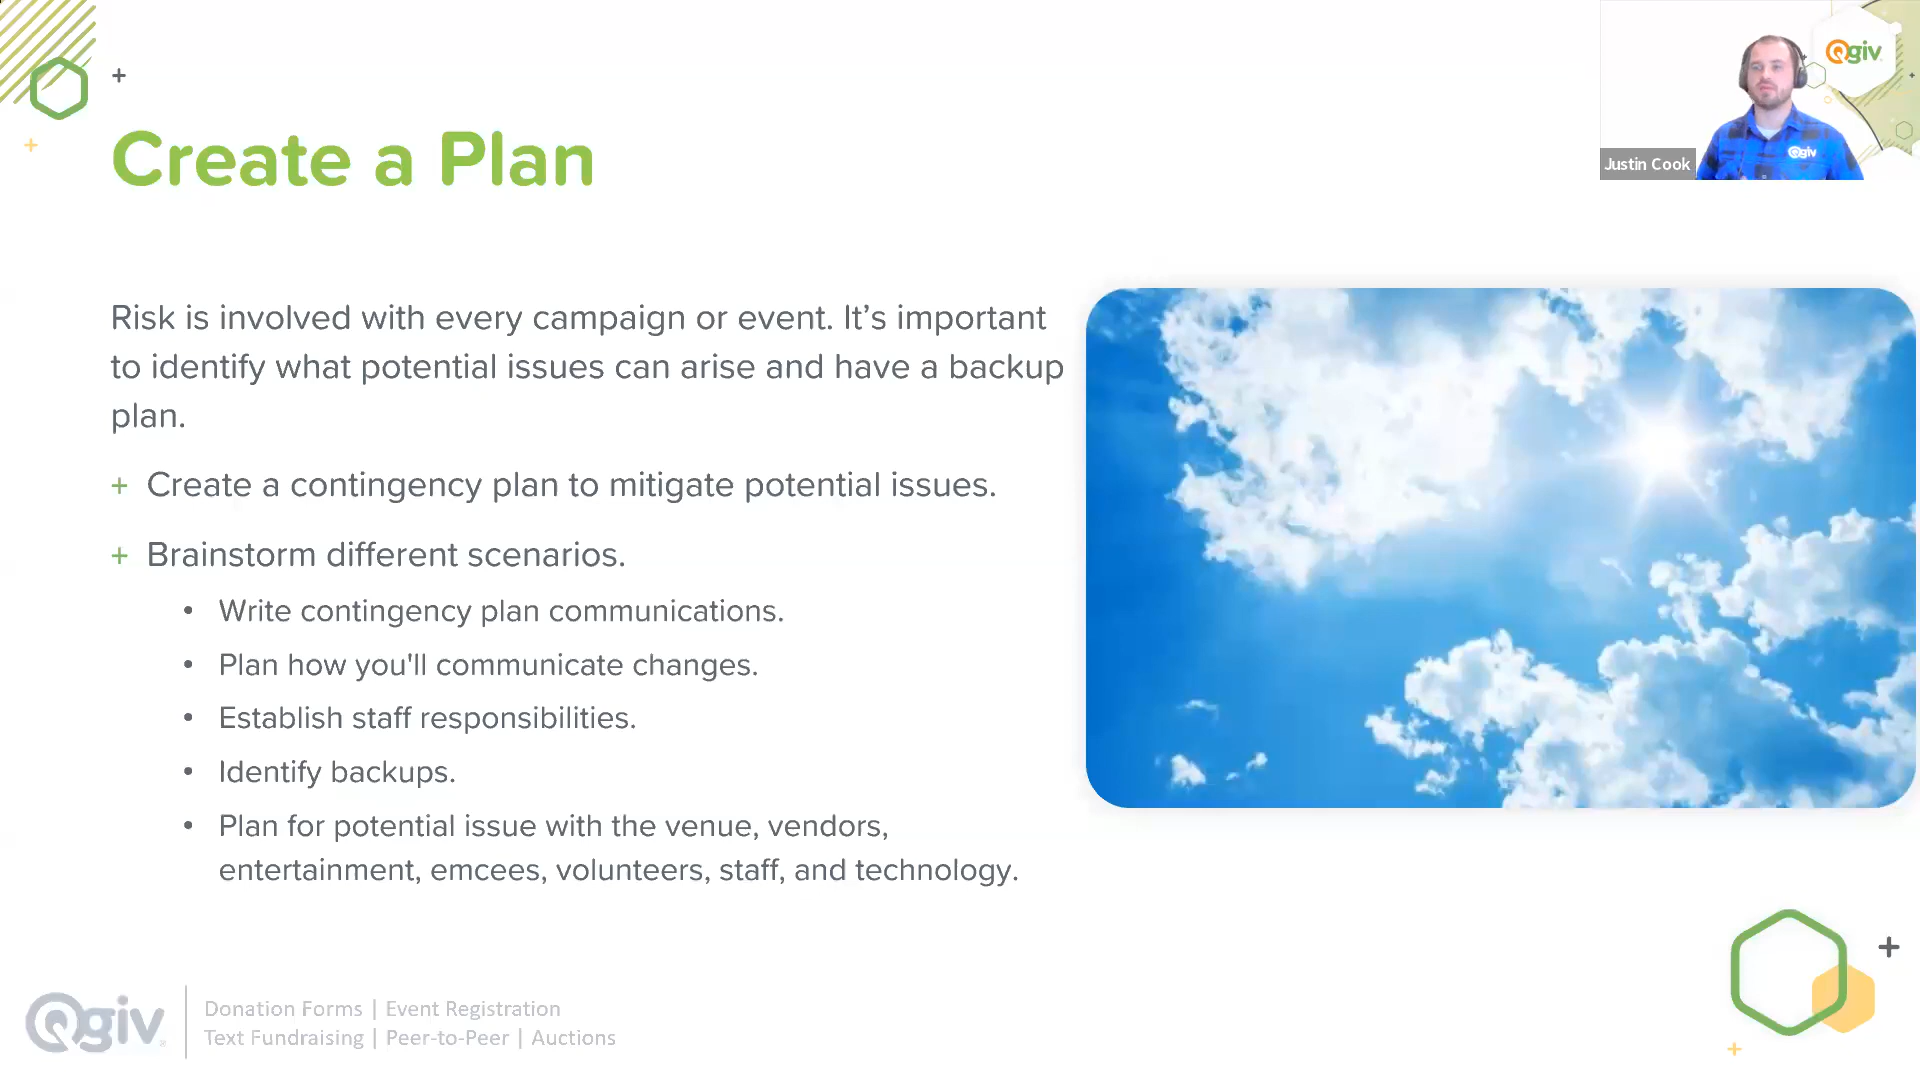 Qgiv
Justin Cook
Qgiv
Create a Plan
Risk is involved with every campaign or event. It’s important
to identify what potential issues can arise and have a backup
plan.
+ Create a contingency plan to mitigate potential issues.
+ Brainstorm different scenarios.
• Write contingency plan communications.
• Plan how you'll communicate changes.
• Establish staff responsibilities.
• Identify backups.
• Plan for potential issue with the venue, vendors,
entertainment, emcees, volunteers, staff, and technology.
Qgiv
Donation Forms | Event Registration
Text Fundraising | Peer-to-Peer | Auctions